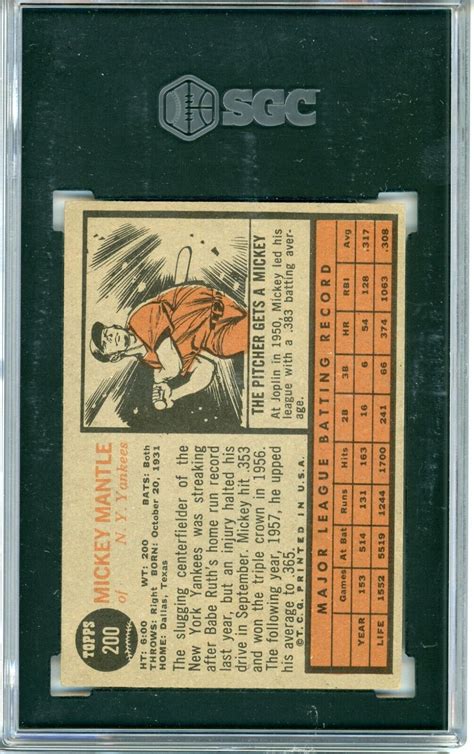 SGC
TOPPS
200
MICKEY MANTLE
of N. Y. Yankees
HT: 6:00 WT: 200 BATS: Both
THROWS: Right BORN: October 20, 1931
HOME: Dallas, Texas
The slugging centerfielder of the
New York Yankees was streaking
after Babe Ruth's home run record
last year, but an injury halted his
drive in September. Mickey hit .353
and won the triple crown in 1956.
The following year, 1957, he upped
his average to .365.
©T.C.G. PRINTED IN U.S.A.
THE PITCHER GETS A MICKEY
At Joplin in 1950, Mickey led his
league with a .383 batting aver-
age.
MAJOR LEAGUE BATTING RECORD
Games At Bat Runs Hits 2B 3B HR RBI Avg
YEAR 153 514 131 163 16 6 54 128 .317
LIFE 1552 5519 1244 1700 241 66 374 1063 .308